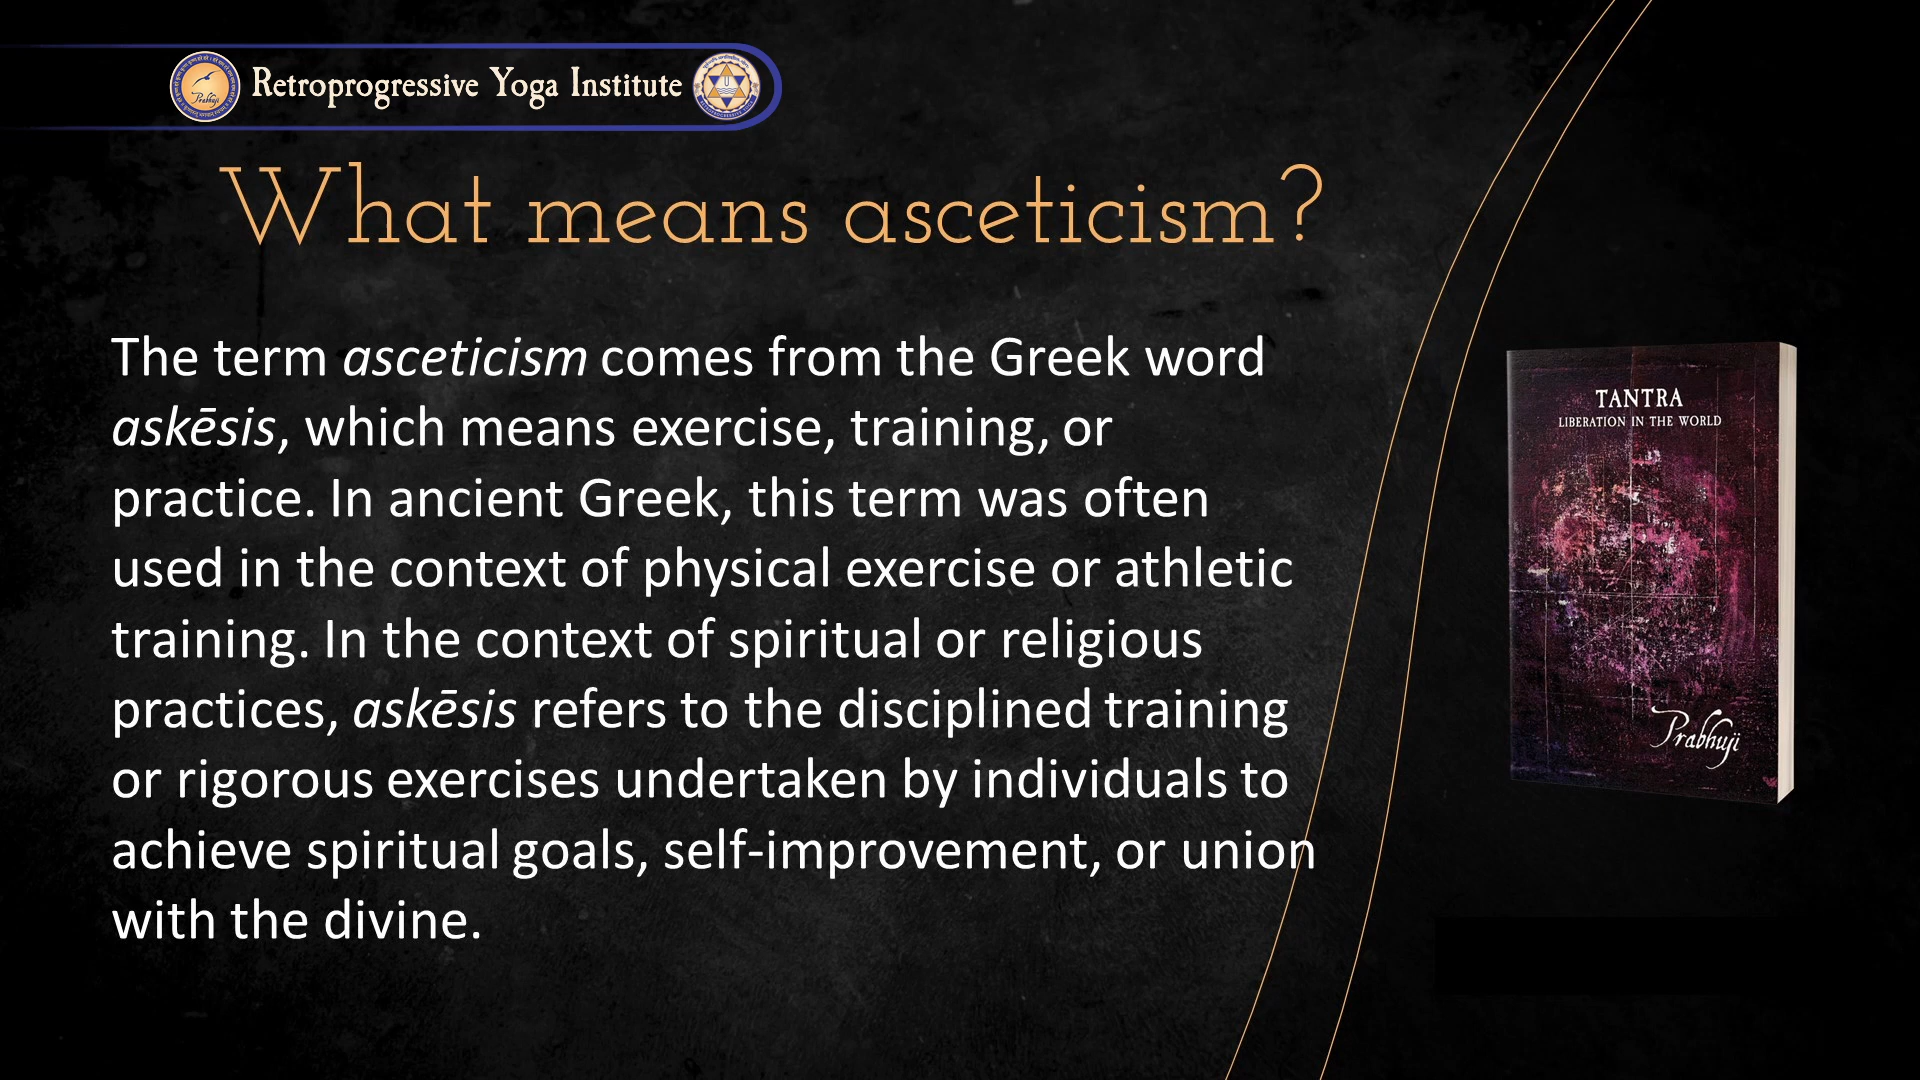 Retroprogressive Yoga Institute
Prabhuji
What means asceticism?
The term asceticism comes from the Greek word
askēsis, which means exercise, training, or
practice. In ancient Greek, this term was often
used in the context of physical exercise or athletic
training. In the context of spiritual or religious
practices, askēsis refers to the disciplined training
or rigorous exercises undertaken by individuals to
achieve spiritual goals, self-improvement, or union
with the divine.
TANTRA
LIBERATION IN THE WORLD
Prabhuji